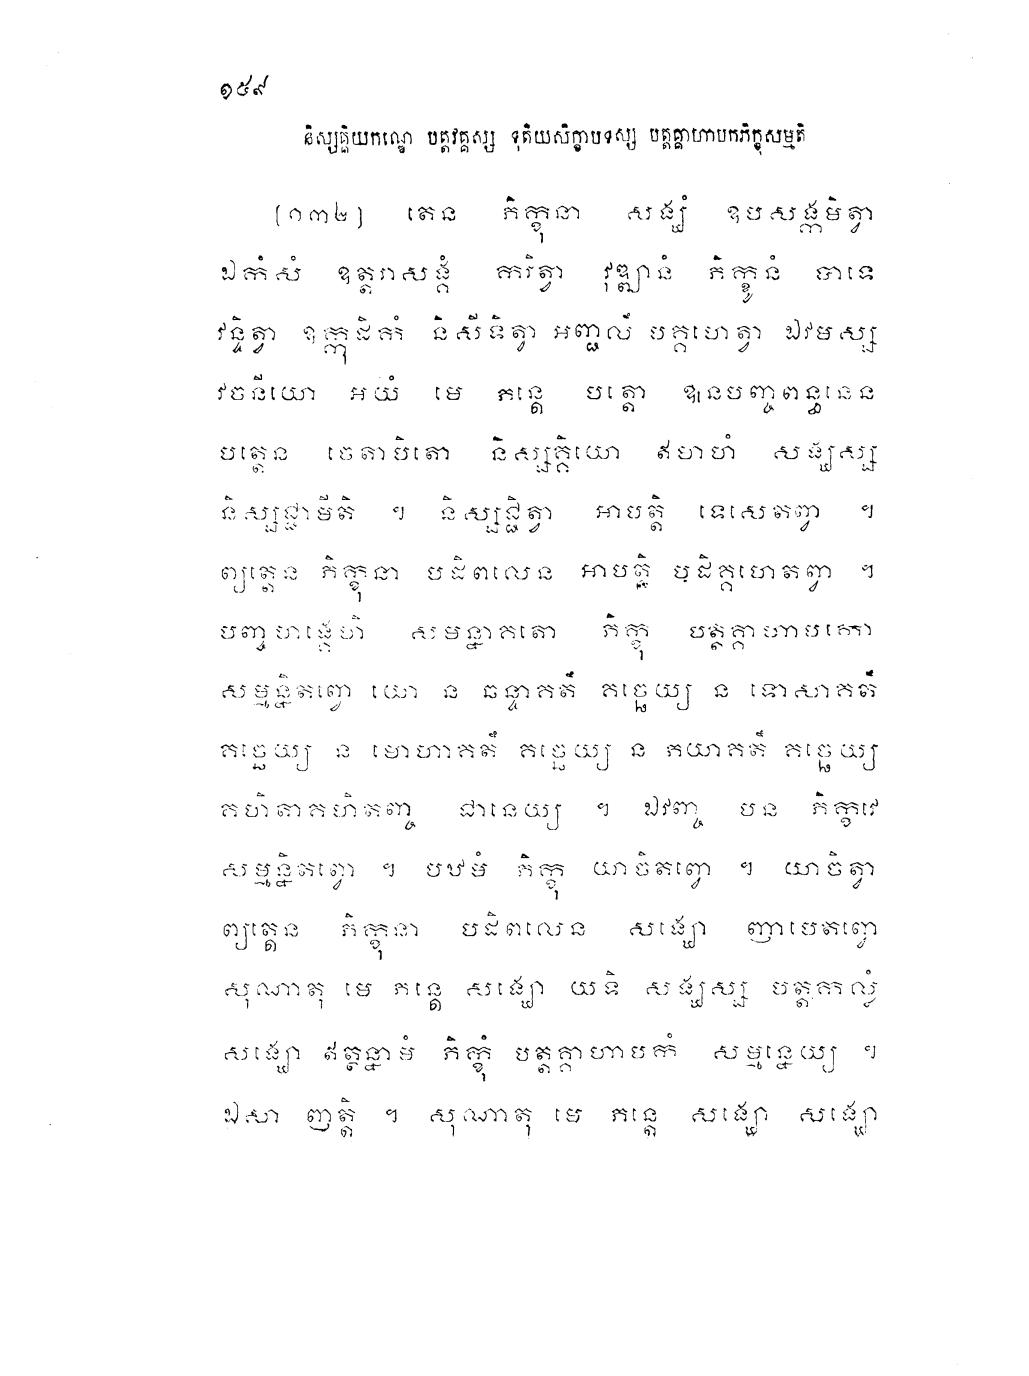 ១៥៩
និស្សគ្គិយកណ្ឌេ បត្តវគ្គស្ស ទុតិយសិក្ខាបទស្ស បត្តគ្គាហាបកភិក្ខុសម្មតិ
(១៣៤) តេន ភិក្ខុនា សង្ឃំ ឧបសង្កមិត្វា
ឯកំសំ ឧត្តរាសង្គំ ករិត្វា វុឌ្ឍានំ ភិក្ខូនំ បាទេ
វន្ទិត្វា ឧក្កុដិកំ និសីទិត្វា អញ្ជលឹ បគ្គហេត្វា ឯវមស្ស
វចនីយោ អយំ មេ ភន្តេ បត្តោ ឩនបញ្ចពន្ធនេន
បត្តេន ចេតាបិតោ និស្សគ្គិយោ ឥមាហំ សង្ឃស្ស
និស្សជ្ជាមីតិ ។ និស្សជ្ជិត្វា អាបត្តិ ទេសេតព្វា ។
ព្យត្តេន ភិក្ខុនា បដិពលេន អាបត្តិ បដិគ្គហេតព្វា ។
បញ្ចហង្គេហិ សមន្នាគតោ ភិក្ខុ បត្តគ្គាហាបកោ
សម្មន្និតព្វោ យោ ន ឆន្ទាគតឹ គច្ឆេយ្យ ន ទោសាគតឹ
គច្ឆេយ្យ ន មោហាគតឹ គច្ឆេយ្យ ន ភយាគតឹ គច្ឆេយ្យ
គហិតាគហិតញ្ច ជានេយ្យ ។ ឯវញ្ច បន ភិក្ខវេ
សម្មន្និតព្វោ ។ បឋមំ ភិក្ខុ យាចិតព្វោ ។ យាចិត្វា
ព្យត្តេន ភិក្ខុនា បដិពលេន សង្ឃោ ញាបេតព្វោ
សុណាតុ មេ ភន្តេ សង្ឃោ យទិ សង្ឃស្ស បត្តកល្លំ
សង្ឃោ ឥត្ថន្នាមំ ភិក្ខុំ បត្តគ្គាហាបកំ សម្មន្នេយ្យ ។
ឯសា ញត្តិ ។ សុណាតុ មេ ភន្តេ សង្ឃោ សង្ឃោ